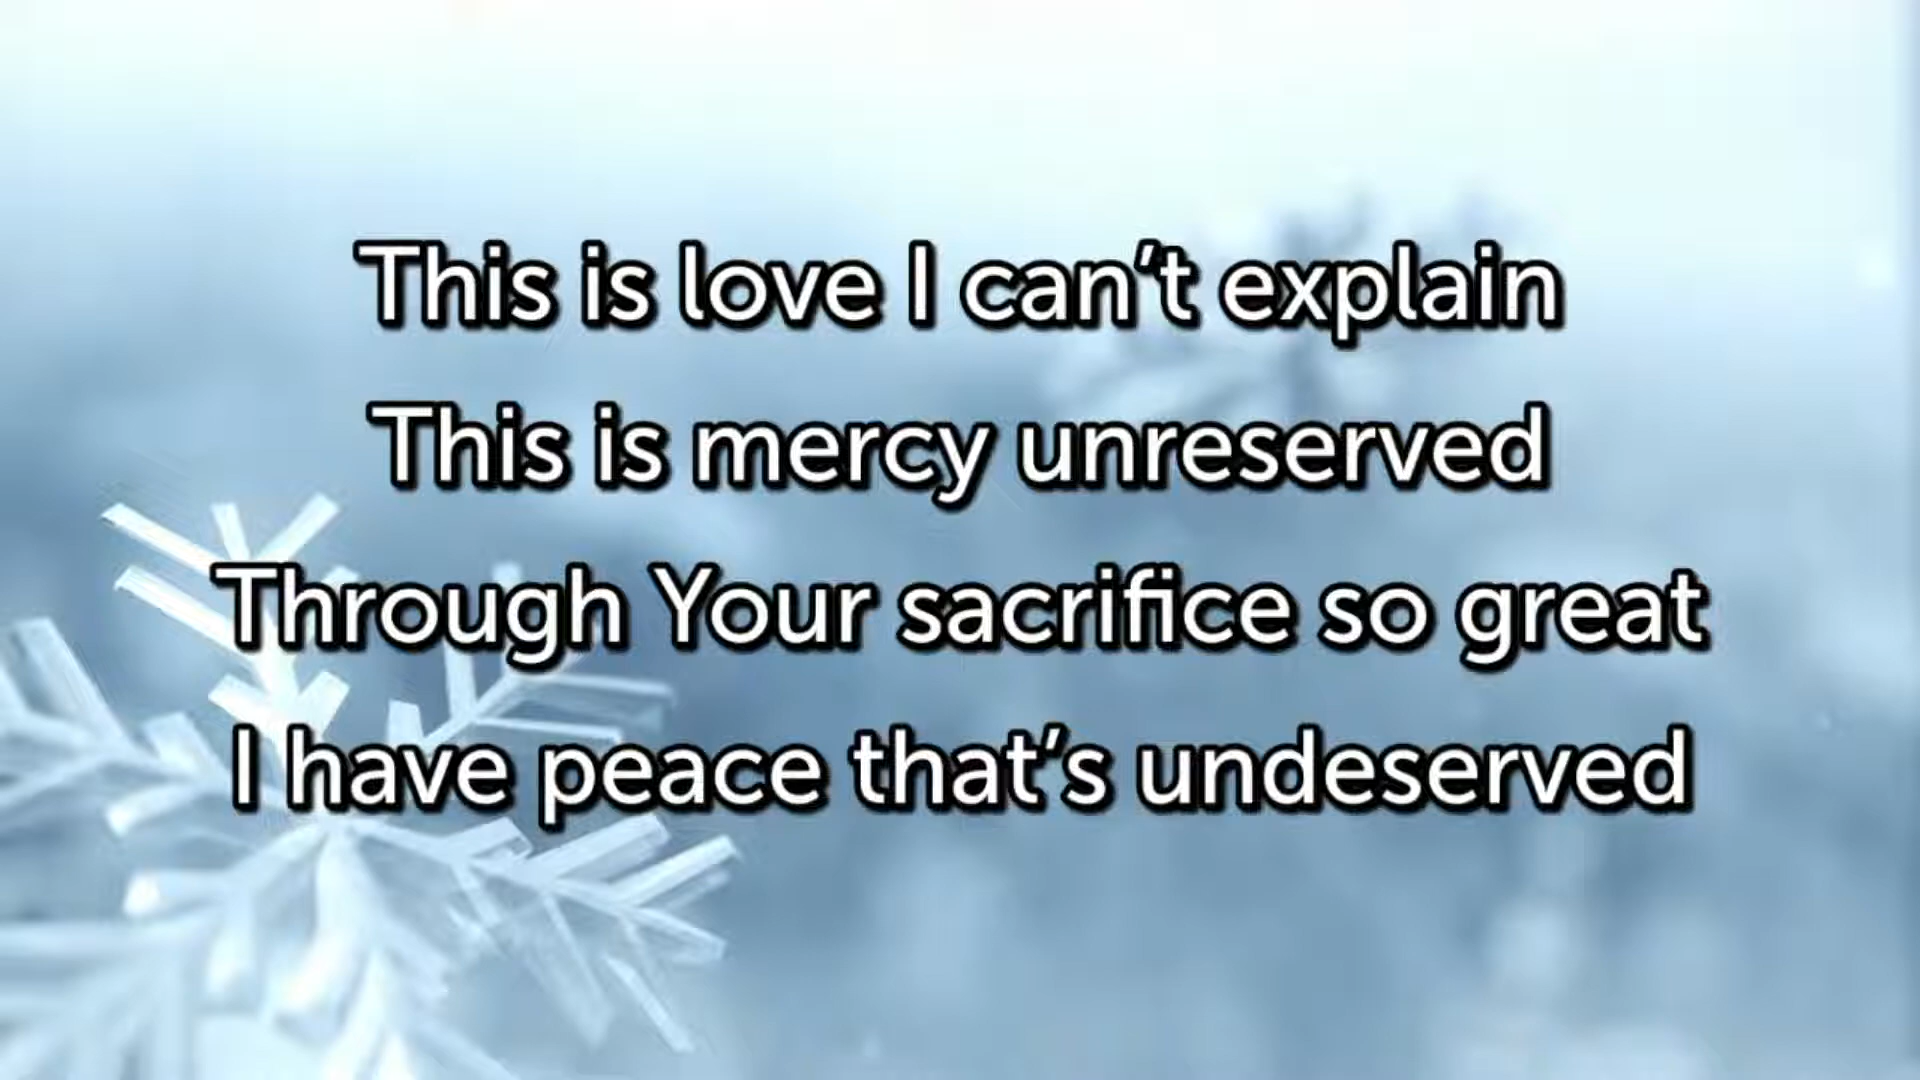 This is love I can’t explain
This is mercy unreserved
Through Your sacrifice so great
I have peace that’s undeserved